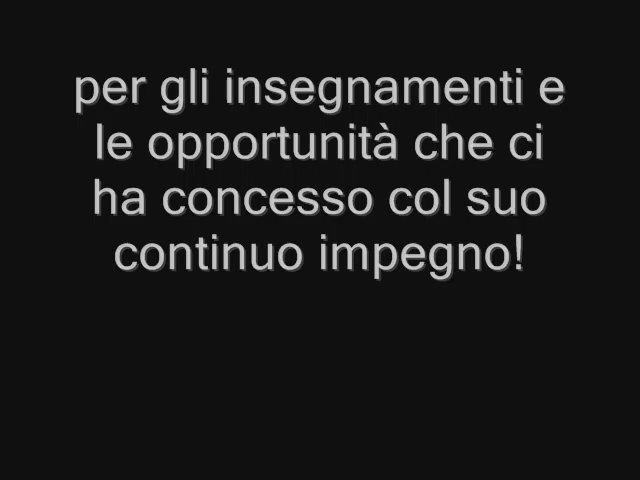 per gli insegnamenti e
le opportunità che ci
ha concesso col suo
continuo impegno!